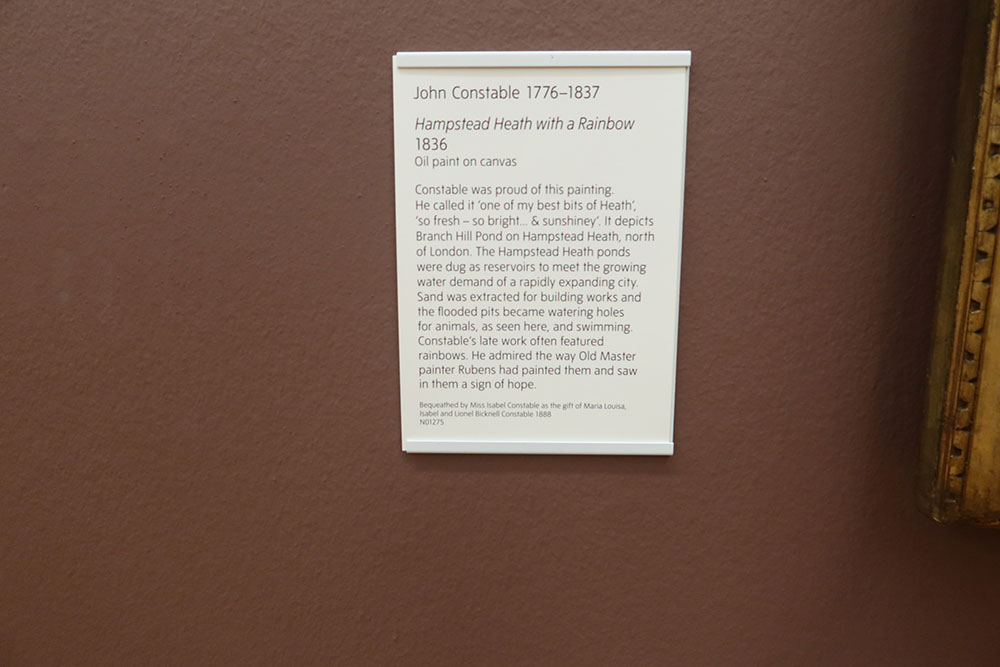 John Constable 1776–1837
Hampstead Heath with a Rainbow
1836
Oil paint on canvas
Constable was proud of this painting.
He called it ‘one of my best bits of Heath’,
‘so fresh – so bright... & sunshiney’. It depicts
Branch Hill Pond on Hampstead Heath, north
of London. The Hampstead Heath ponds
were dug as reservoirs to meet the growing
water demand of a rapidly expanding city.
Sand was extracted for building works and
the flooded pits became watering holes
for animals, as seen here, and swimming.
Constable’s late work often featured
rainbows. He admired the way Old Master
painter Rubens had painted them and saw
in them a sign of hope.
Bequeathed by Miss Isabel Constable as the gift of Maria Louisa,
Isabel and Lionel Bicknell Constable 1888
N01275